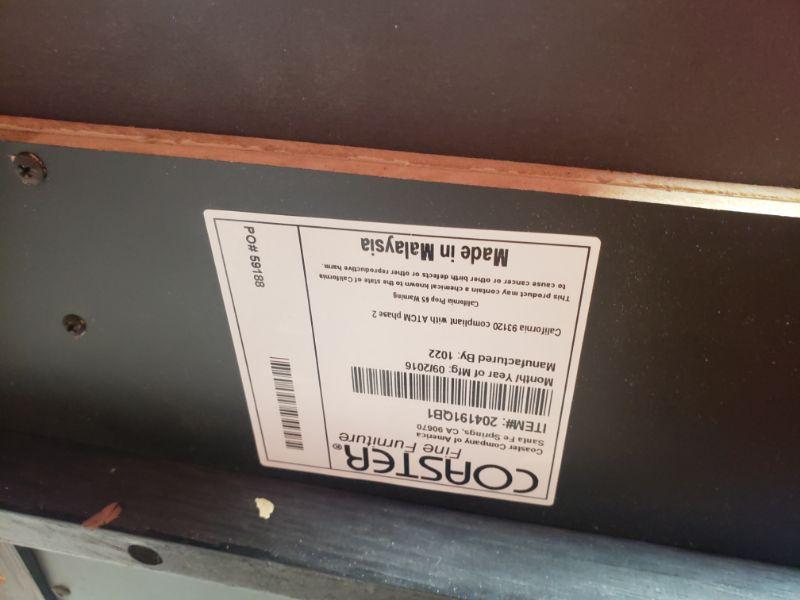 COASTER®
Fine Furniture
Coaster Company of America
Santa Fe Springs, CA 90670
ITEM#: 204191QB1
Month/ Year of Mfg: 09/2016
Manufactured By: 1022
California 93120 compliant with ATCM phase 2
California Prop 65 Warning
This product may contain a chemical known to the state of California
to cause cancer or other birth defects or other reproductive harm.
Made in Malaysia
PO# 59188